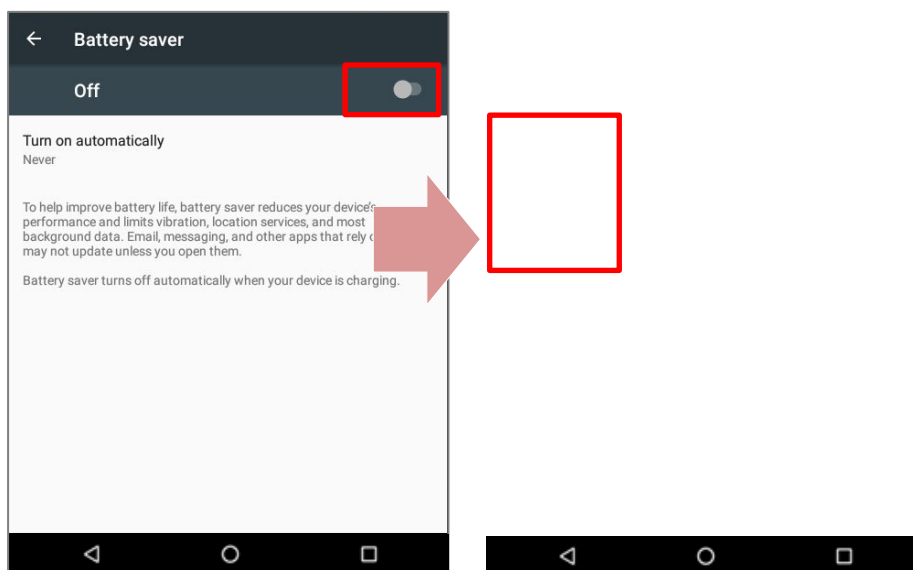 Battery saver
Off
Turn on automatically
Never
To help improve battery life, battery saver reduces your device's
performance and limits vibration, location services, and most
background data. Email, messaging, and other apps that rely
may not update unless you open them.
Battery saver turns off automatically when your device is charging.